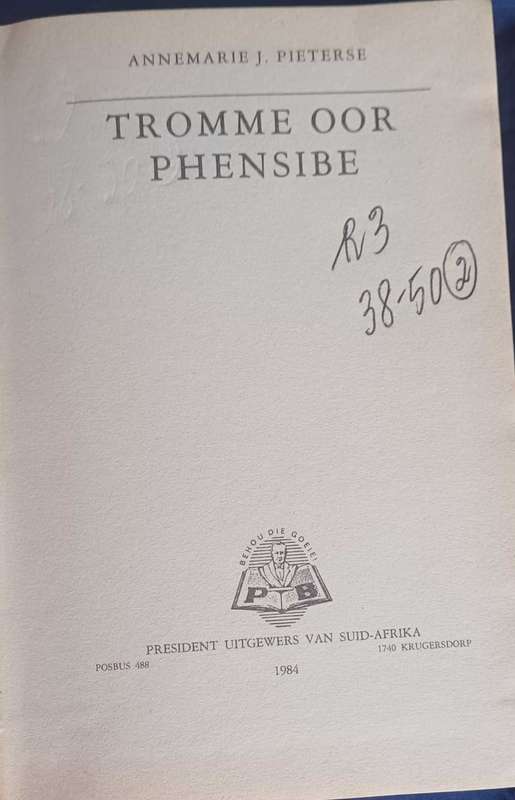 ANNEMARIE J. PIETERSE
TROMME OOR
PHENSIBE
R3
38-50 2
BEHOU DIE GOEIE!
P B
PRESIDENT UITGEWERS VAN SUID-AFRIKA
POSBUS 488
1740 KRUGERSDORP
1984